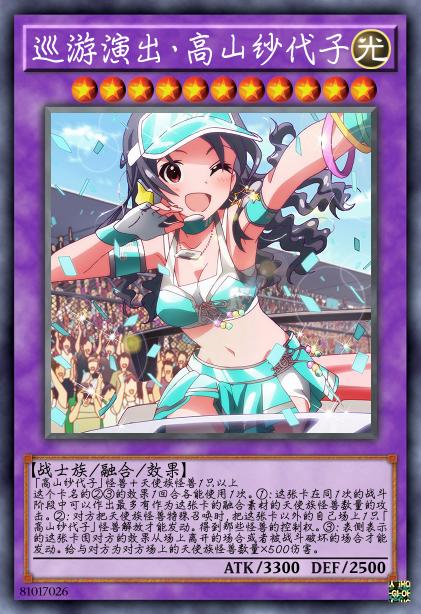 巡游演出·高山纱代子
光
【战士族/融合/效果】
「高山纱代子」怪兽＋天使族怪兽1只以上
这个卡名的②③的效果1回合各能使用1次。①：这张卡在同1次的战斗
阶段中可以作出最多有作为这张卡的融合素材的天使族怪兽数量的攻
击。②：对方把天使族怪兽特殊召唤时，把这张卡以外的自己场上1只「
高山纱代子」怪兽解放才能发动。得到那些怪兽的控制权。③：表侧表示
的这张卡因对方的效果从场上离开的场合或者被战斗破坏的场合才能
发动。给与对方为对方场上的天使族怪兽数量×500伤害。
ATK/3300 DEF/2500
81017026